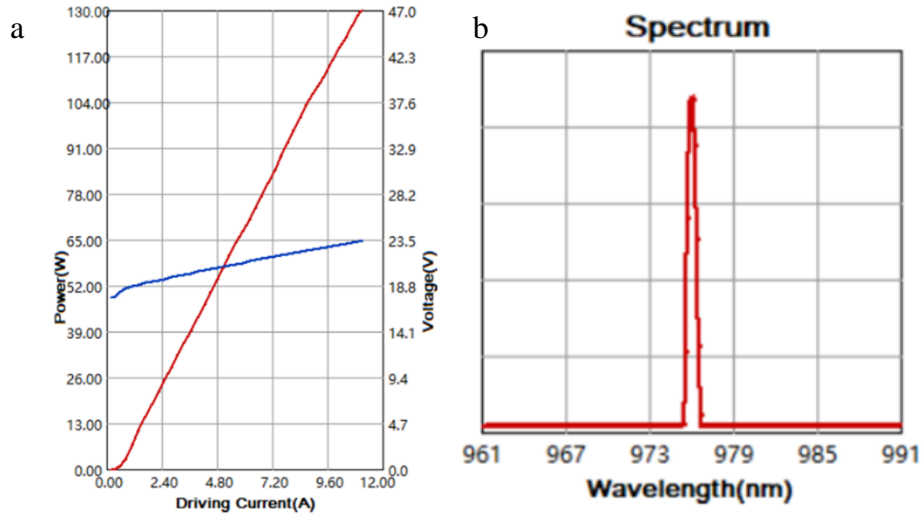 a
130.00
117.00
104.00
91.00
78.00
65.00
52.00
39.00
26.00
13.00
0.00
Power(W)
47.0
42.3
37.6
32.9
28.2
23.5
18.8
14.1
9.4
4.7
0.0
Voltage(V)
0.00 2.40 4.80 7.20 9.60 12.00
Driving Current(A)
b
Spectrum
961 967 973 979 985 991
Wavelength(nm)